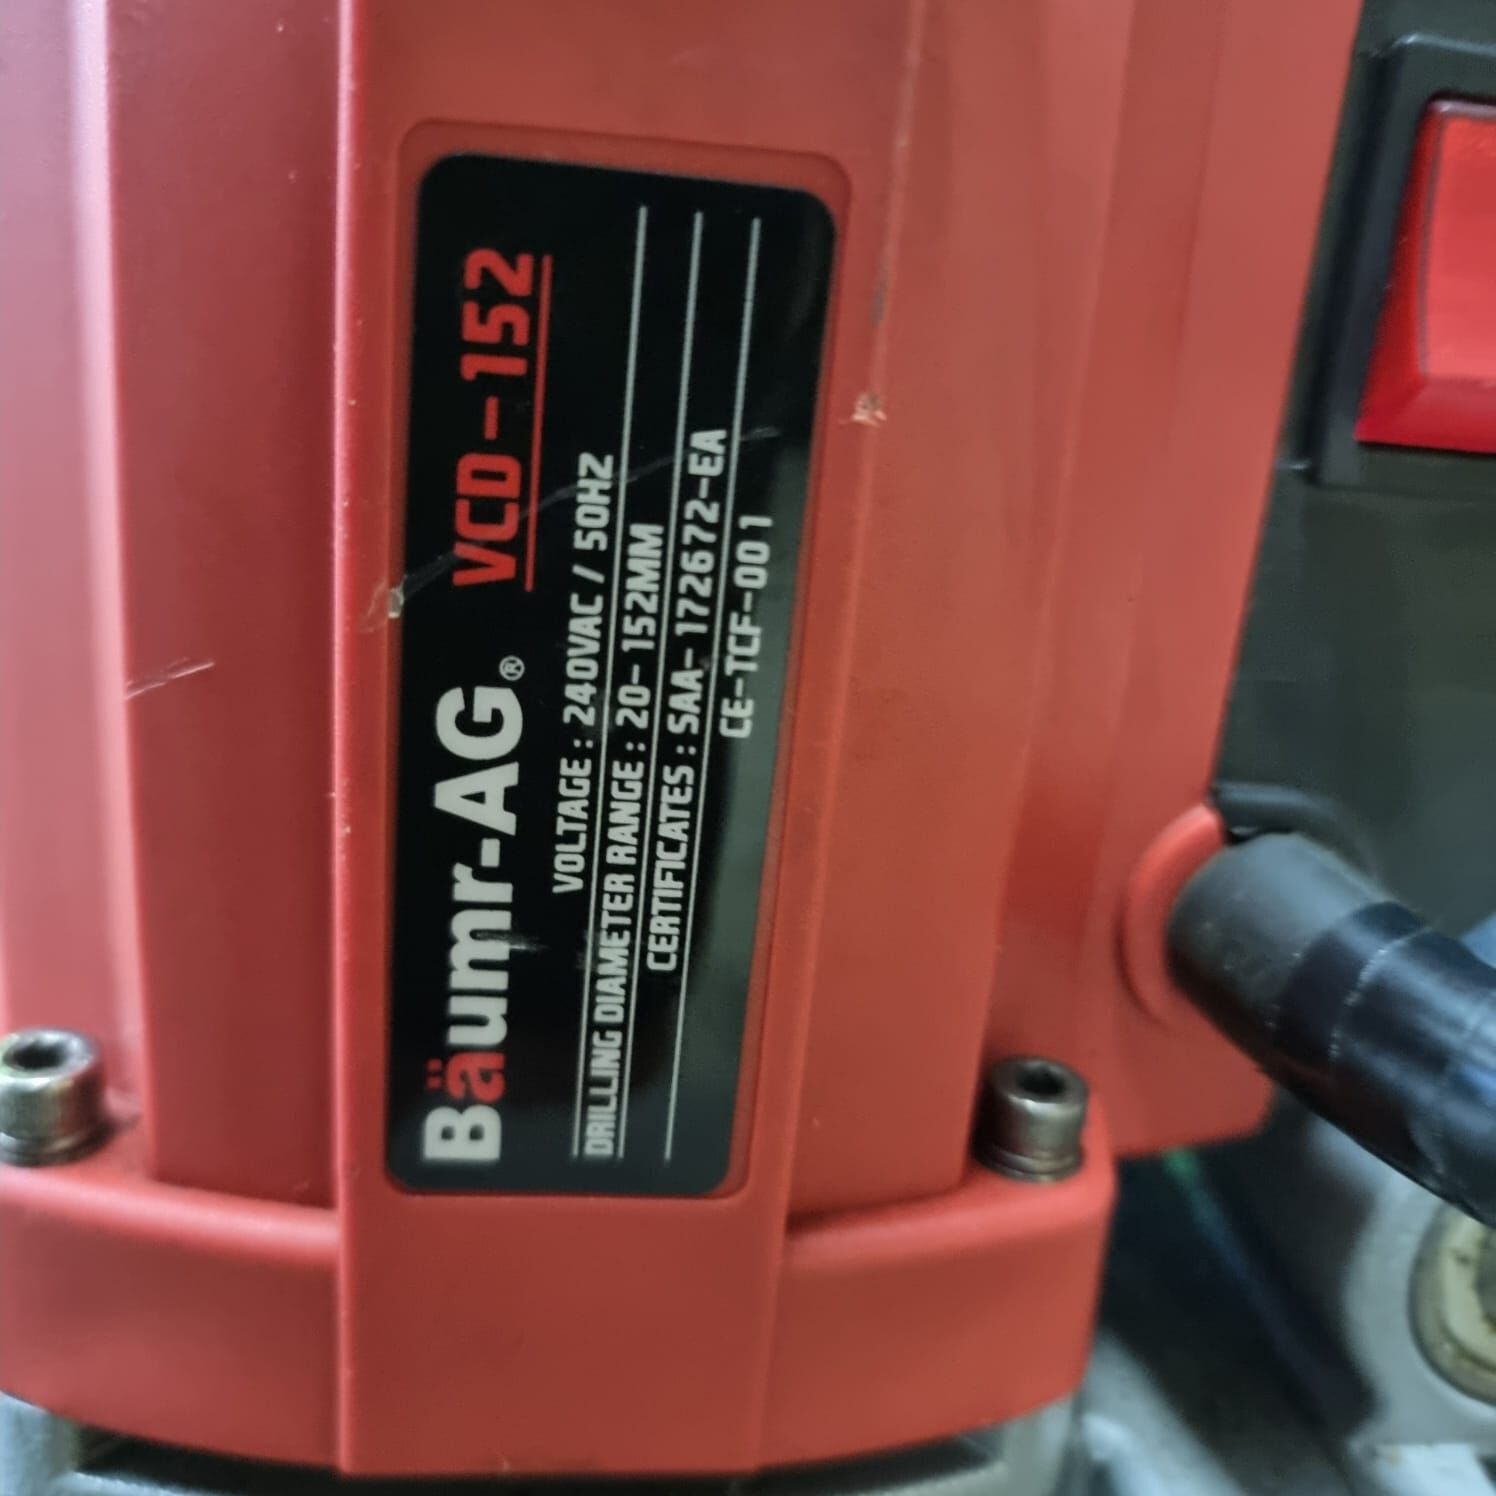 Bäumr-AG® VCD-152
VOLTAGE : 240VAC / 50HZ
DRILLING DIAMETER RANGE : 20-152MM
CERTIFICATES : SAA-172672-EA
CE-TCF-001